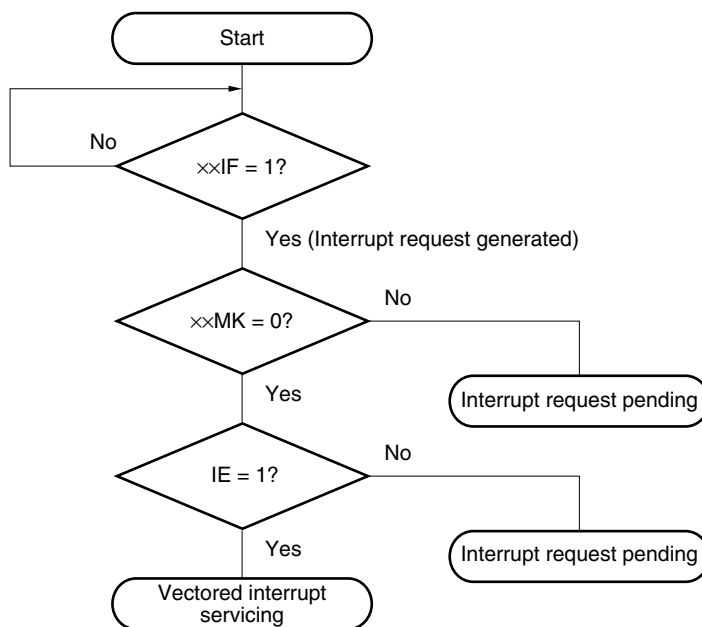 Start
No
××IF = 1?
Yes (Interrupt request generated)
××MK = 0?
No
Yes
Interrupt request pending
IE = 1?
No
Yes
Interrupt request pending
Vectored interrupt
servicing